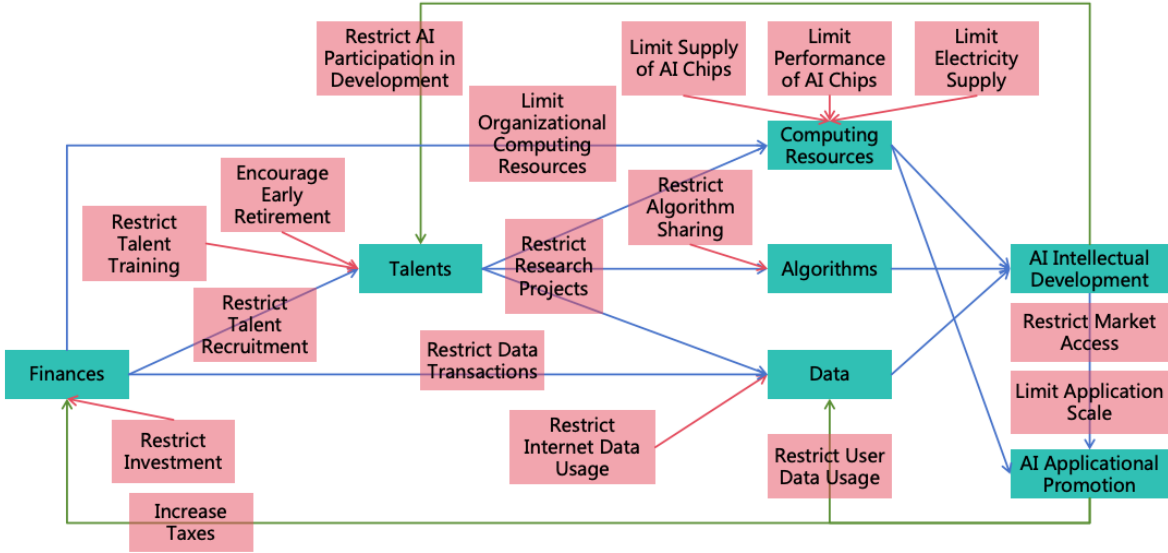 Restrict AI
Participation in
Development
Limit Supply
of AI Chips
Limit
Performance
of AI Chips
Limit
Electricity
Supply
Limit
Organizational
Computing
Resources
Computing
Resources
Encourage
Early
Retirement
Restrict
Algorithm
Sharing
Restrict
Talent
Training
Talents
Restrict
Research
Projects
Algorithms
AI Intellectual
Development
Restrict
Talent
Recruitment
Restrict Market
Access
Finances
Restrict Data
Transactions
Data
Limit Application
Scale
Restrict
Investment
Restrict
Internet Data
Usage
Restrict User
Data Usage
AI Applicational
Promotion
Increase
Taxes